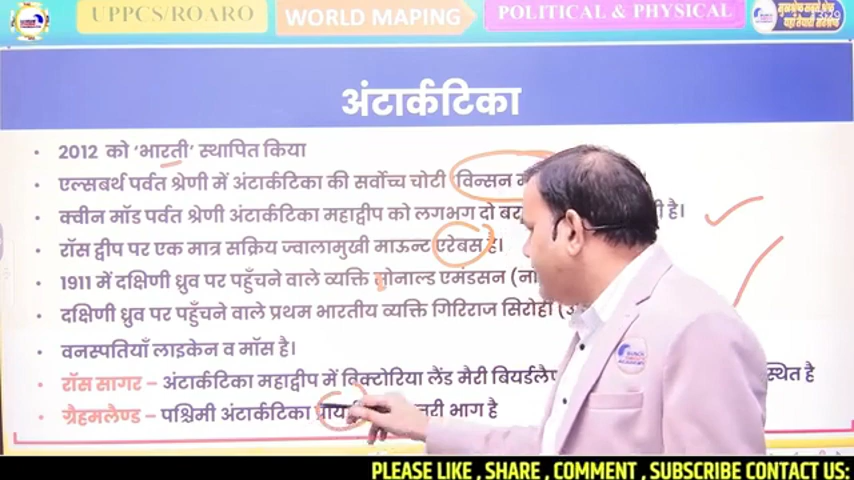 UPPCS/ROARO
WORLD MAPING
POLITICAL & PHYSICAL
अंटार्कटिका
• 2012 को 'भारती' स्थापित किया
• एल्सबर्थ पर्वत श्रेणी में अंटार्कटिका की सर्वोच्च चोटी 'विन्सन
• क्वीन मॉड पर्वत श्रेणी अंटार्कटिका महाद्वीप को लगभग दो है।
• रॉस द्वीप पर एक मात्र सक्रिय ज्वालामुखी माऊन्ट एरेबस है।
• 1911 में दक्षिणी ध्रुव पर पहुँचने वाले व्यक्ति एमंडसन
• दक्षिणी ध्रुव पर पहुँचने वाले प्रथम भारतीय व्यक्ति गिरिराज सिरोही
• वनस्पतियाँ लाइकेन व मॉस है।
• रॉस सागर – अंटार्कटिका महाद्वीप में विक्टोरिया लैंड मैरी स्थित है
• ग्रैहमलैण्ड – पश्चिमी अंटार्कटिका भाग है
PLEASE LIKE , SHARE , COMMENT , SUBSCRIBE CONTACT US: